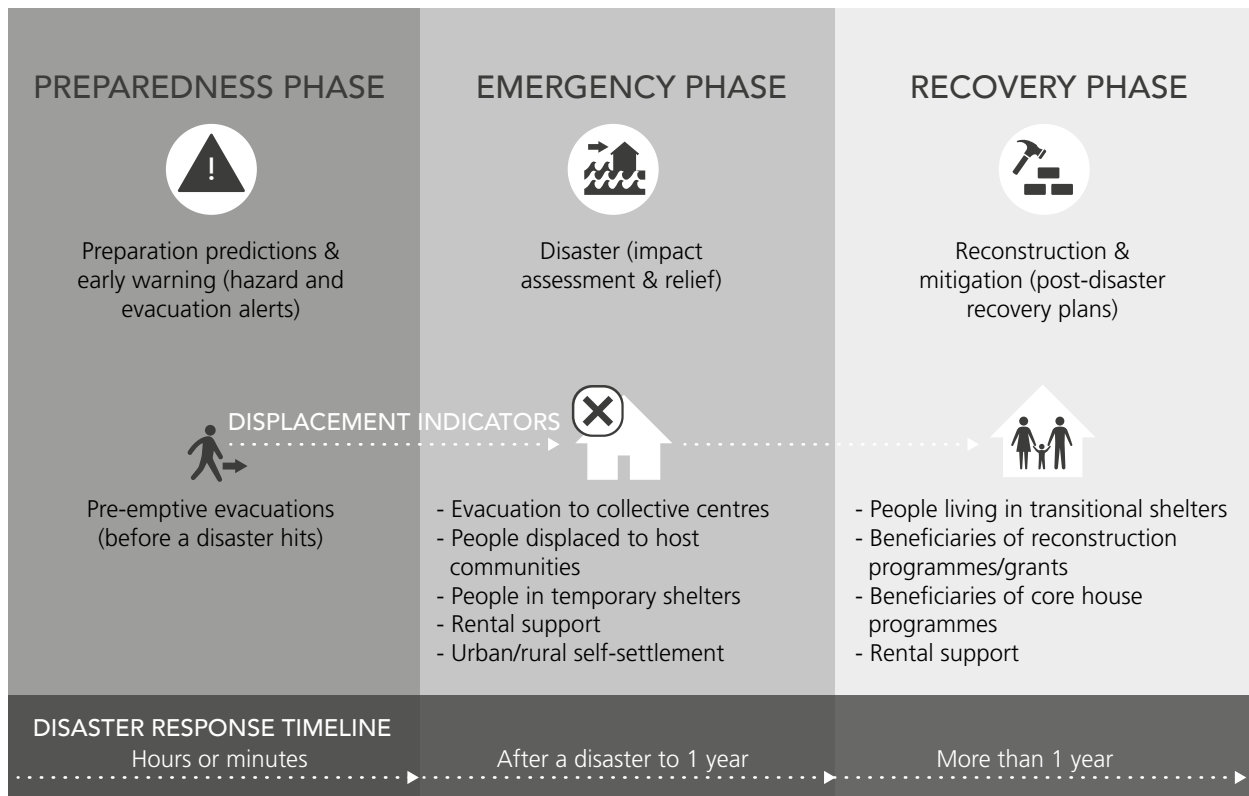 PREPAREDNESS PHASE
!
Preparation predictions &
early warning (hazard and
evacuation alerts)
EMERGENCY PHASE
Disaster (impact
assessment & relief)
RECOVERY PHASE
Reconstruction &
mitigation (post-disaster
recovery plans)
DISPLACEMENT INDICATORS
Pre-emptive evacuations
(before a disaster hits)
- Evacuation to collective centres
- People displaced to host
communities
- People in temporary shelters
- Rental support
- Urban/rural self-settlement
- People living in transitional shelters
- Beneficiaries of reconstruction
programmes/grants
- Beneficiaries of core house
programmes
- Rental support
DISASTER RESPONSE TIMELINE
Hours or minutes
After a disaster to 1 year
More than 1 year